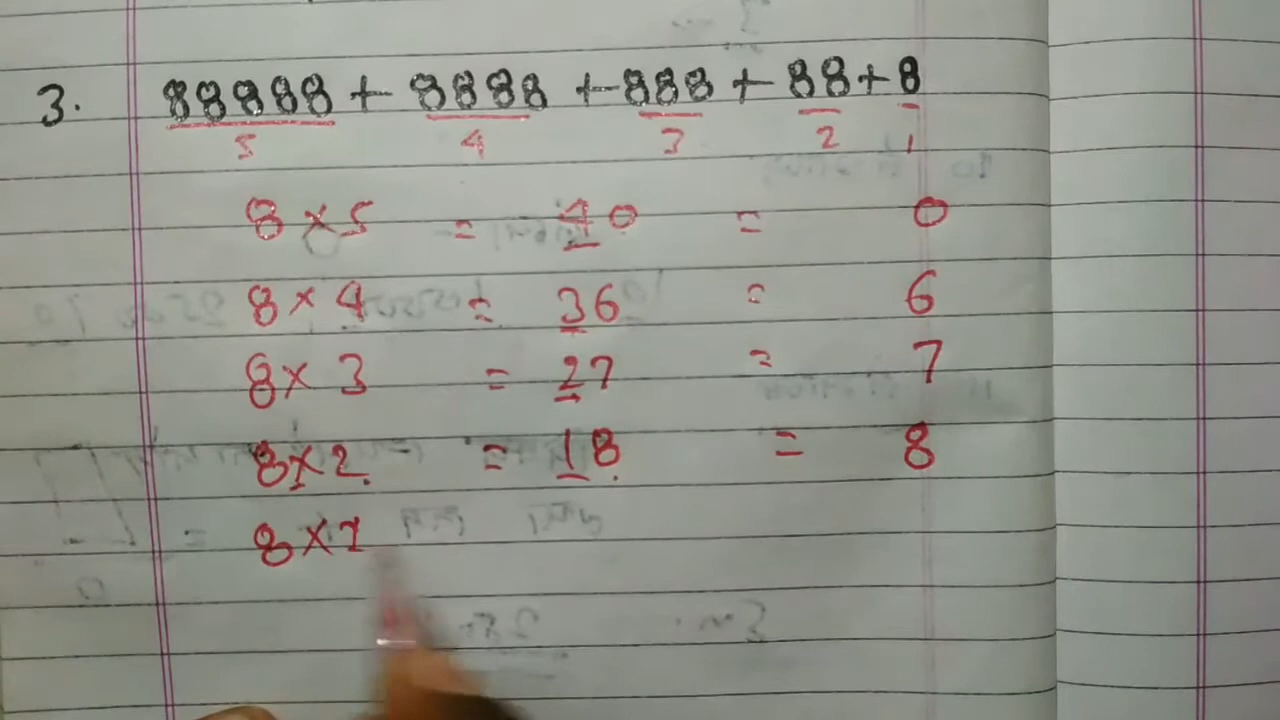 3. 88888 + 8888 + 888 + 88 + 8
5 4 3 2 1
8 × 5 = 40 = 0
8 × 4 = 36 = 6
8 × 3 = 27 = 7
8 × 2 = 18 = 8
8 × 1